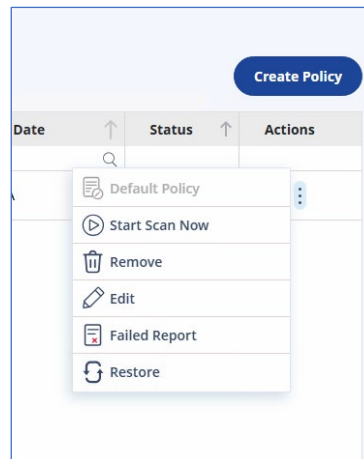 Create Policy
Date Status Actions
Default Policy
Start Scan Now
Remove
Edit
Failed Report
Restore